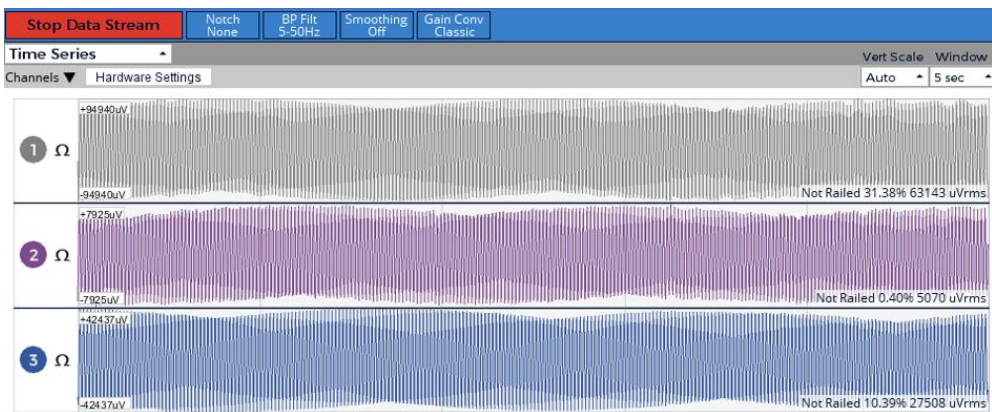 Stop Data Stream Notch BP Filt Smoothing Gain Conv
None 5-50Hz Off Classic
Time Series Vert Scale Window
Channels Hardware Settings Auto 5 sec
+94940uV
1 Ω
-94940uV Not Railed 31.38% 63143 uVrms
+7925uV
2 Ω
-7925uV Not Railed 0.40% 5070 uVrms
+42437uV
3 Ω
-42437uV Not Railed 10.39% 27508 uVrms